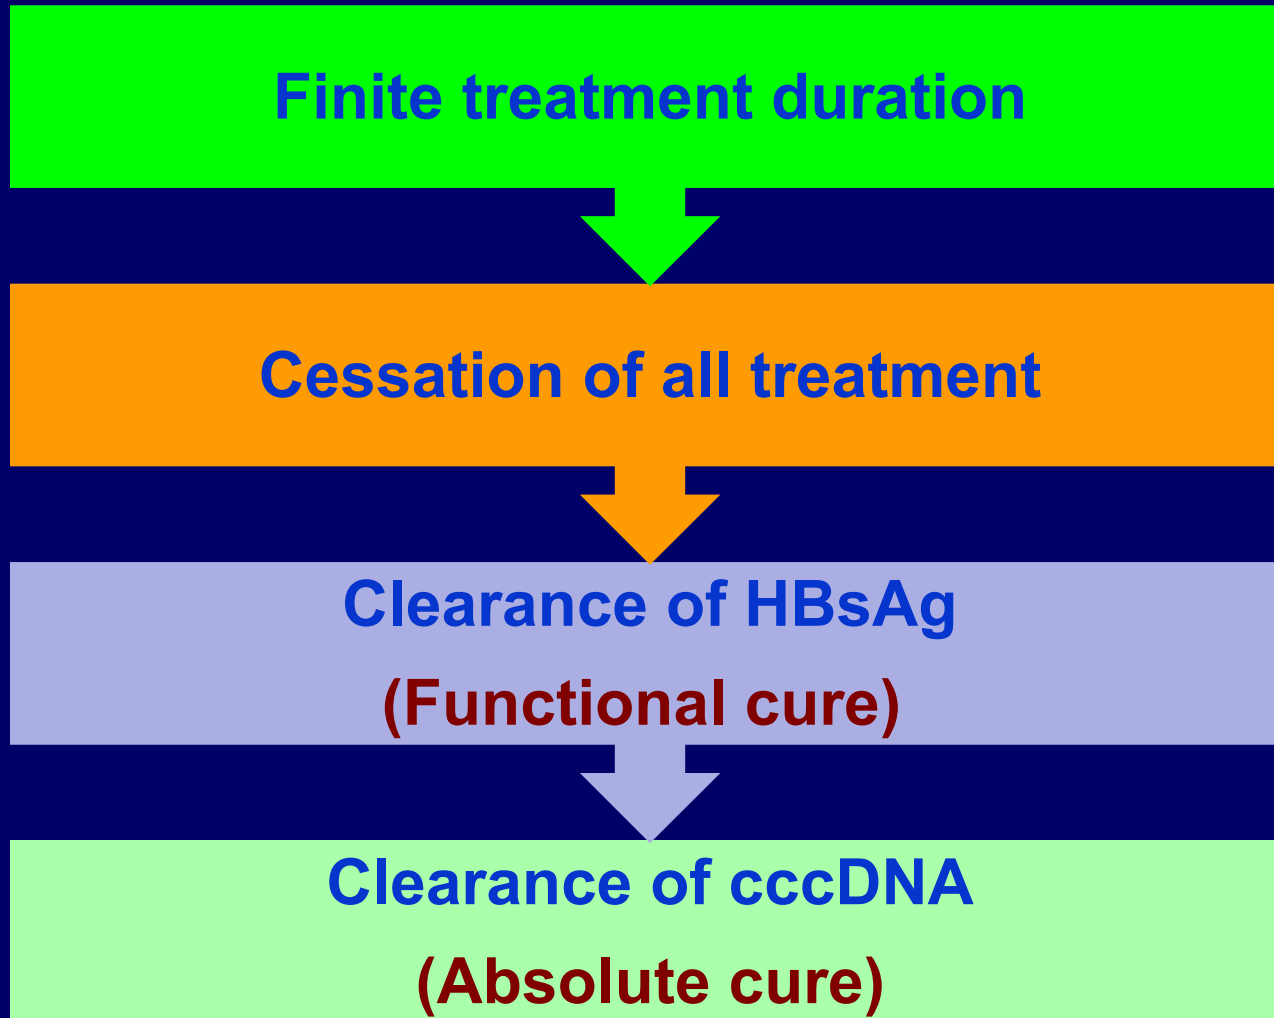 Finite treatment duration
Cessation of all treatment
Clearance of HBsAg
(Functional cure)
Clearance of cccDNA
(Absolute cure)